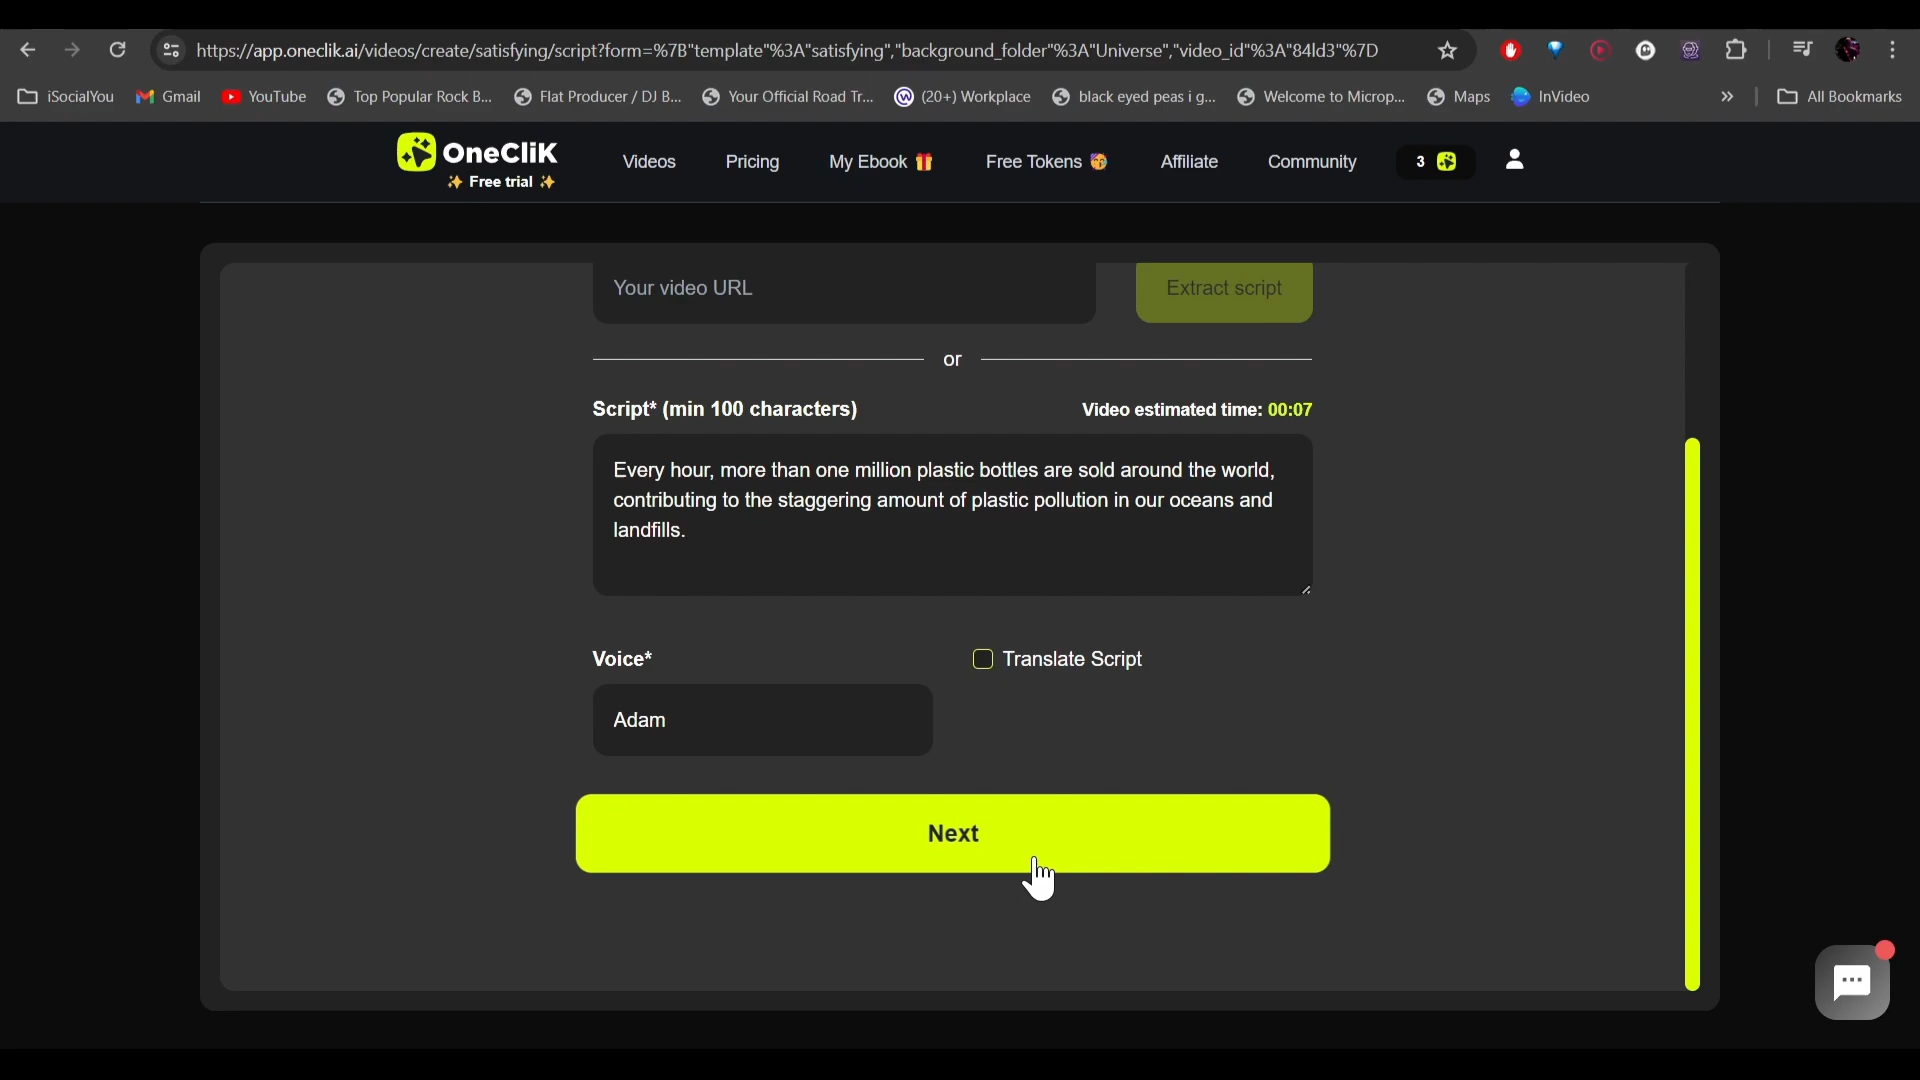 https://app.oneclik.ai/videos/create/satisfying/script?form=%7B"template"%3A"satisfying","background_folder"%3A"Universe","video_id"%3A"84ld3"%7D
iSocialYou
Gmail
YouTube
Top Popular Rock B...
Flat Producer / DJ B...
Your Official Road Tr...
(20+) Workplace
black eyed peas i g...
Welcome to Microp...
Maps
InVideo
»
All Bookmarks
OneCliK
✨ Free trial ✨
Videos
Pricing
My Ebook 🎁
Free Tokens 🥳
Affiliate
Community
3
Your video URL
Extract script
or
Script* (min 100 characters)
Video estimated time: 00:07
Every hour, more than one million plastic bottles are sold around the world,
contributing to the staggering amount of plastic pollution in our oceans and
landfills.
Voice*
Translate Script
Adam
Next